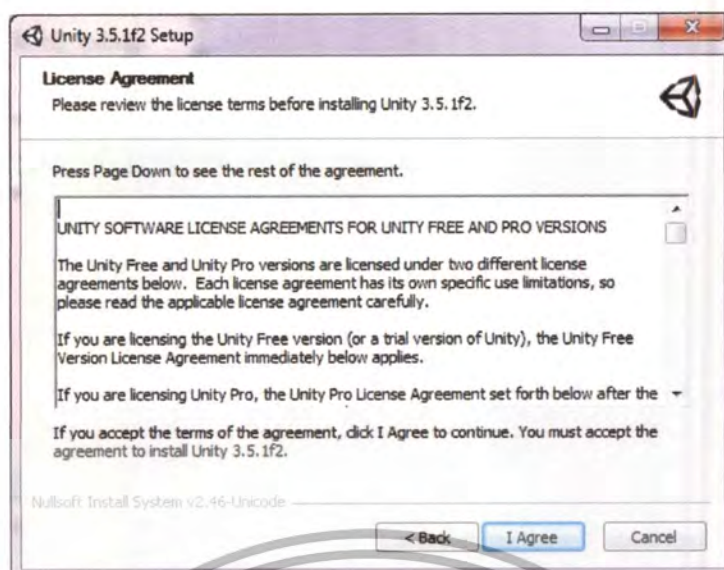 Unity 3.5.1f2 Setup
License Agreement
Please review the license terms before installing Unity 3.5.1f2.
Press Page Down to see the rest of the agreement.
UNITY SOFTWARE LICENSE AGREEMENTS FOR UNITY FREE AND PRO VERSIONS
The Unity Free and Unity Pro versions are licensed under two different license
agreements below. Each license agreement has its own specific use limitations, so
please read the applicable license agreement carefully.
If you are licensing the Unity Free version (or a trial version of Unity), the Unity Free
Version License Agreement immediately below applies.
If you are licensing Unity Pro, the Unity Pro License Agreement set forth below after the
If you accept the terms of the agreement, click I Agree to continue. You must accept the
agreement to install Unity 3.5.1f2.
Nullsoft Install System v2.46-Unicode
< Back I Agree Cancel